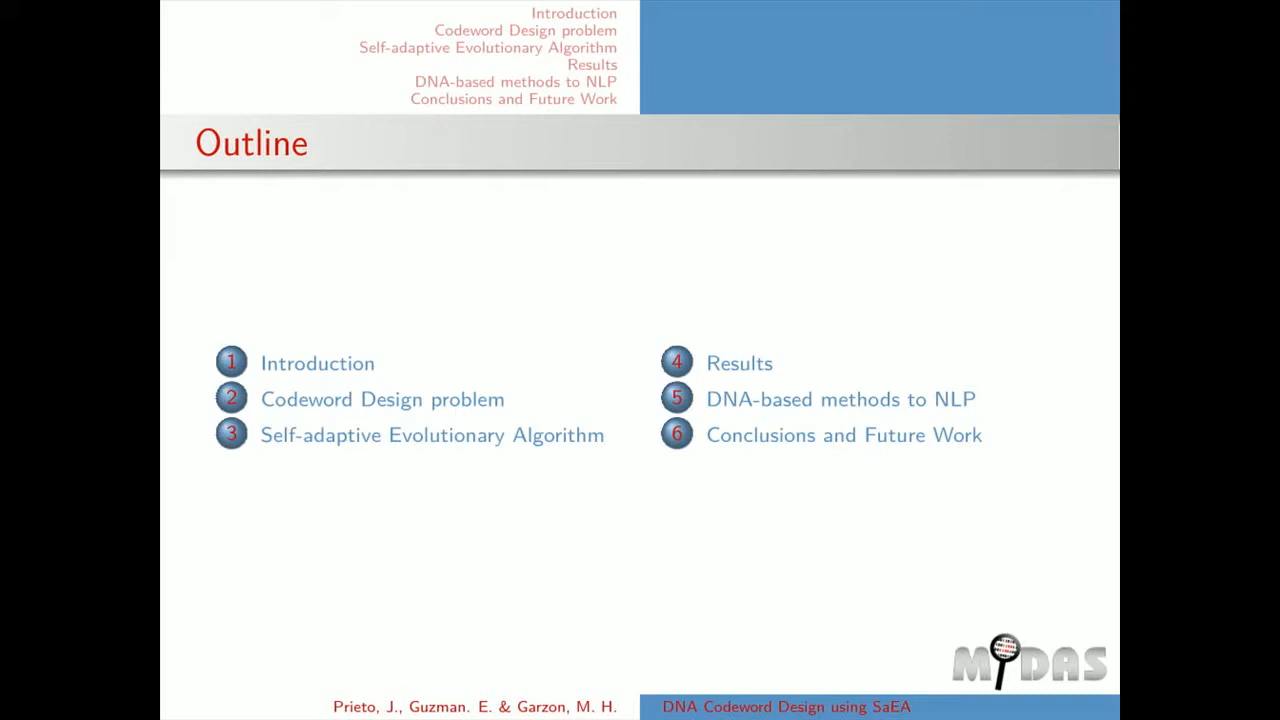 Introduction
Codeword Design problem
Self-adaptive Evolutionary Algorithm
Results
DNA-based methods to NLP
Conclusions and Future Work
Outline
1 Introduction
2 Codeword Design problem
3 Self-adaptive Evolutionary Algorithm
4 Results
5 DNA-based methods to NLP
6 Conclusions and Future Work
MIDAS
Prieto, J., Guzman. E. & Garzon, M. H.
DNA Codeword Design using SaEA